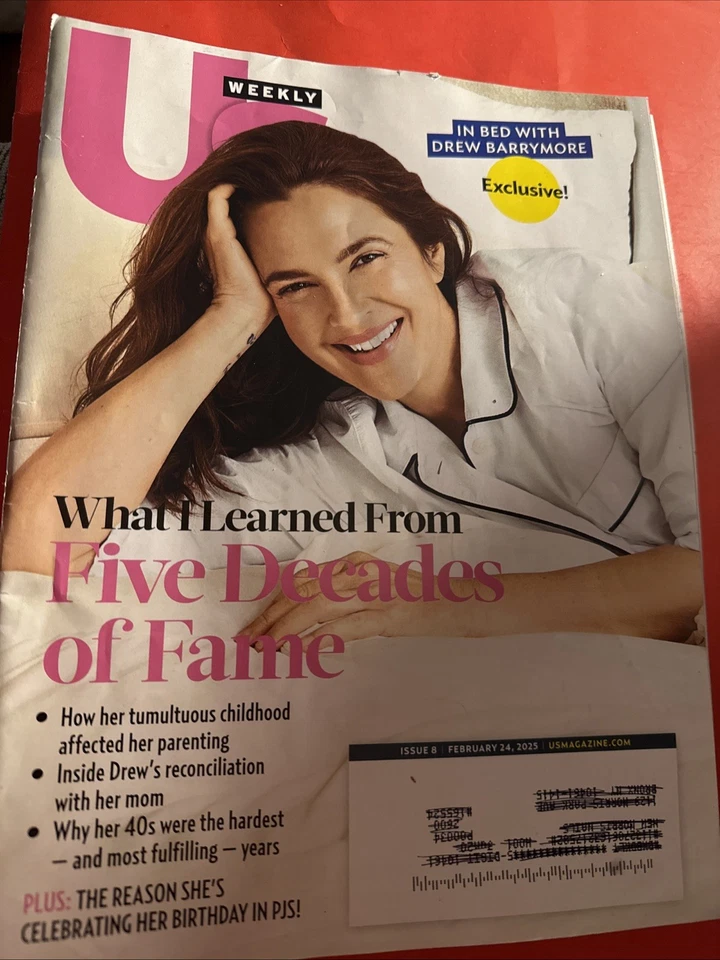 Us
WEEKLY
IN BED WITH
DREW BARRYMORE
Exclusive!
What I Learned From
Five Decades
of Fame
• How her tumultuous childhood
affected her parenting
• Inside Drew's reconciliation
with her mom
• Why her 40s were the hardest
– and most fulfilling – years
PLUS: THE REASON SHE'S
CELEBRATING HER BIRTHDAY IN PJS!
ISSUE 8 | FEBRUARY 24, 2025 | USMAGAZINE.COM